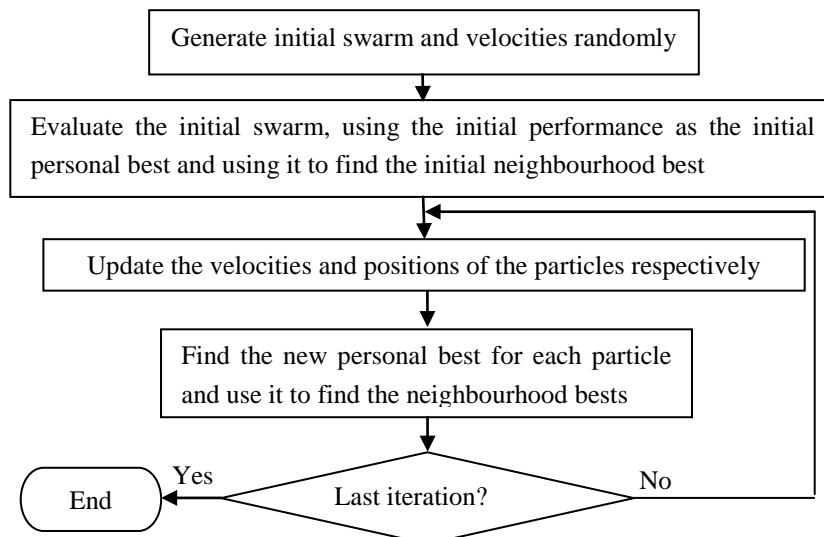 Generate initial swarm and velocities randomly
Evaluate the initial swarm, using the initial performance as the initial
personal best and using it to find the initial neighbourhood best
Update the velocities and positions of the particles respectively
Find the new personal best for each particle
and use it to find the neighbourhood bests
Yes
No
End
Last iteration?